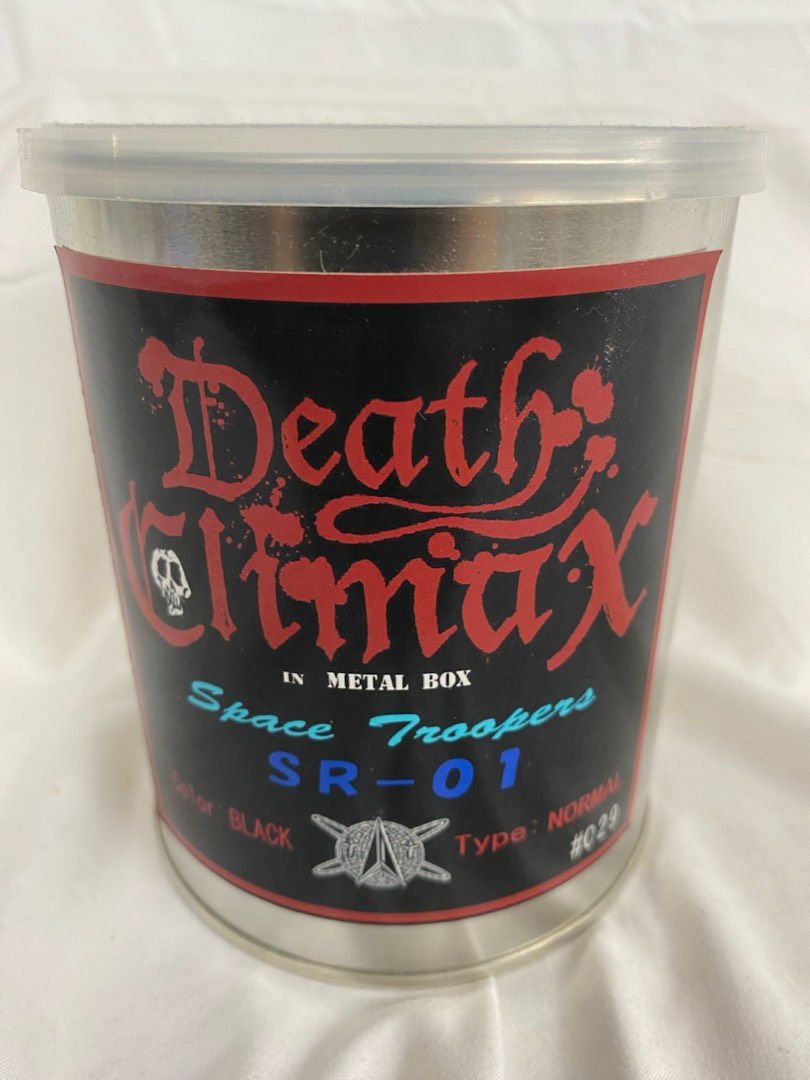 Death
Climax
IN METAL BOX
Space Troopers
SR-01
Color: BLACK
Type: NORMAL
#029